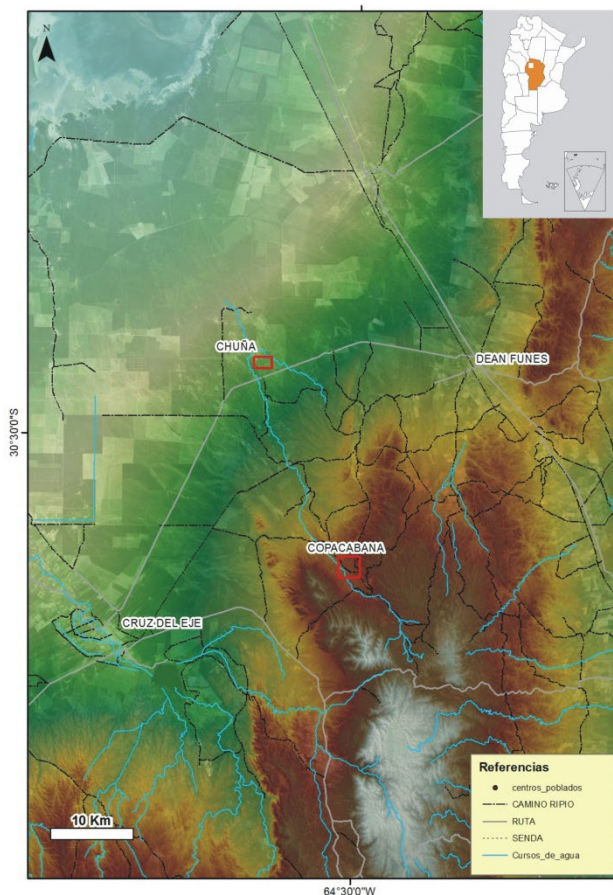 N
CHUÑA
DEAN FUNES
30°30'0"S
COPACABANA
CRUZ DEL EJE
10 Km
Referencias
centros_poblados
CAMINO RIPIO
RUTA
SENDA
Cursos_de_agua
64°30'0"W